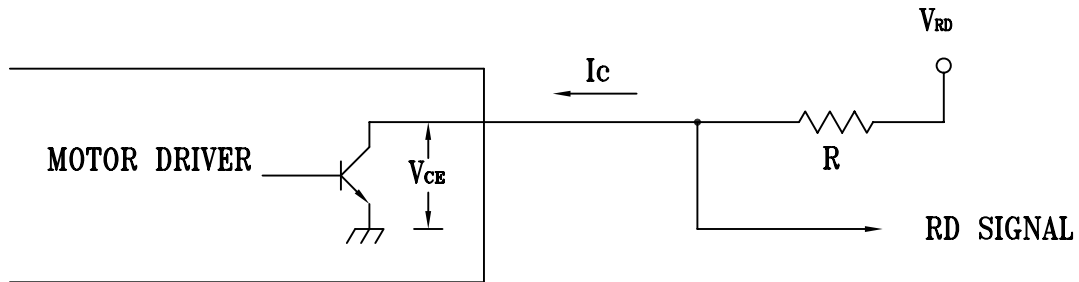 VRD
Ic
MOTOR DRIVER
VCE
R
RD SIGNAL